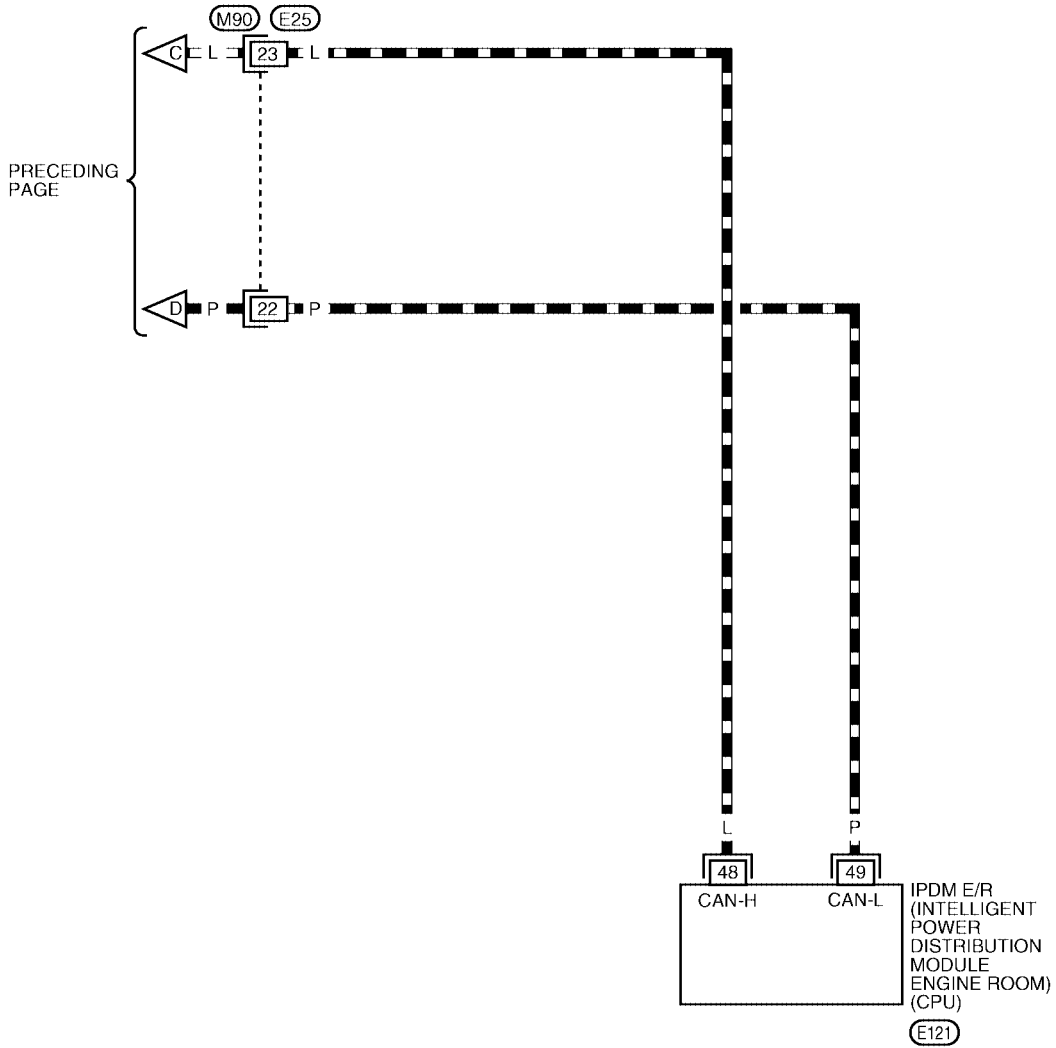 M90 E25
C L 23 L
PRECEDING
PAGE
D P 22 P
L P
48 49
CAN-H CAN-L
IPDM E/R
(INTELLIGENT
POWER
DISTRIBUTION
MODULE
ENGINE ROOM)
(CPU)
E121